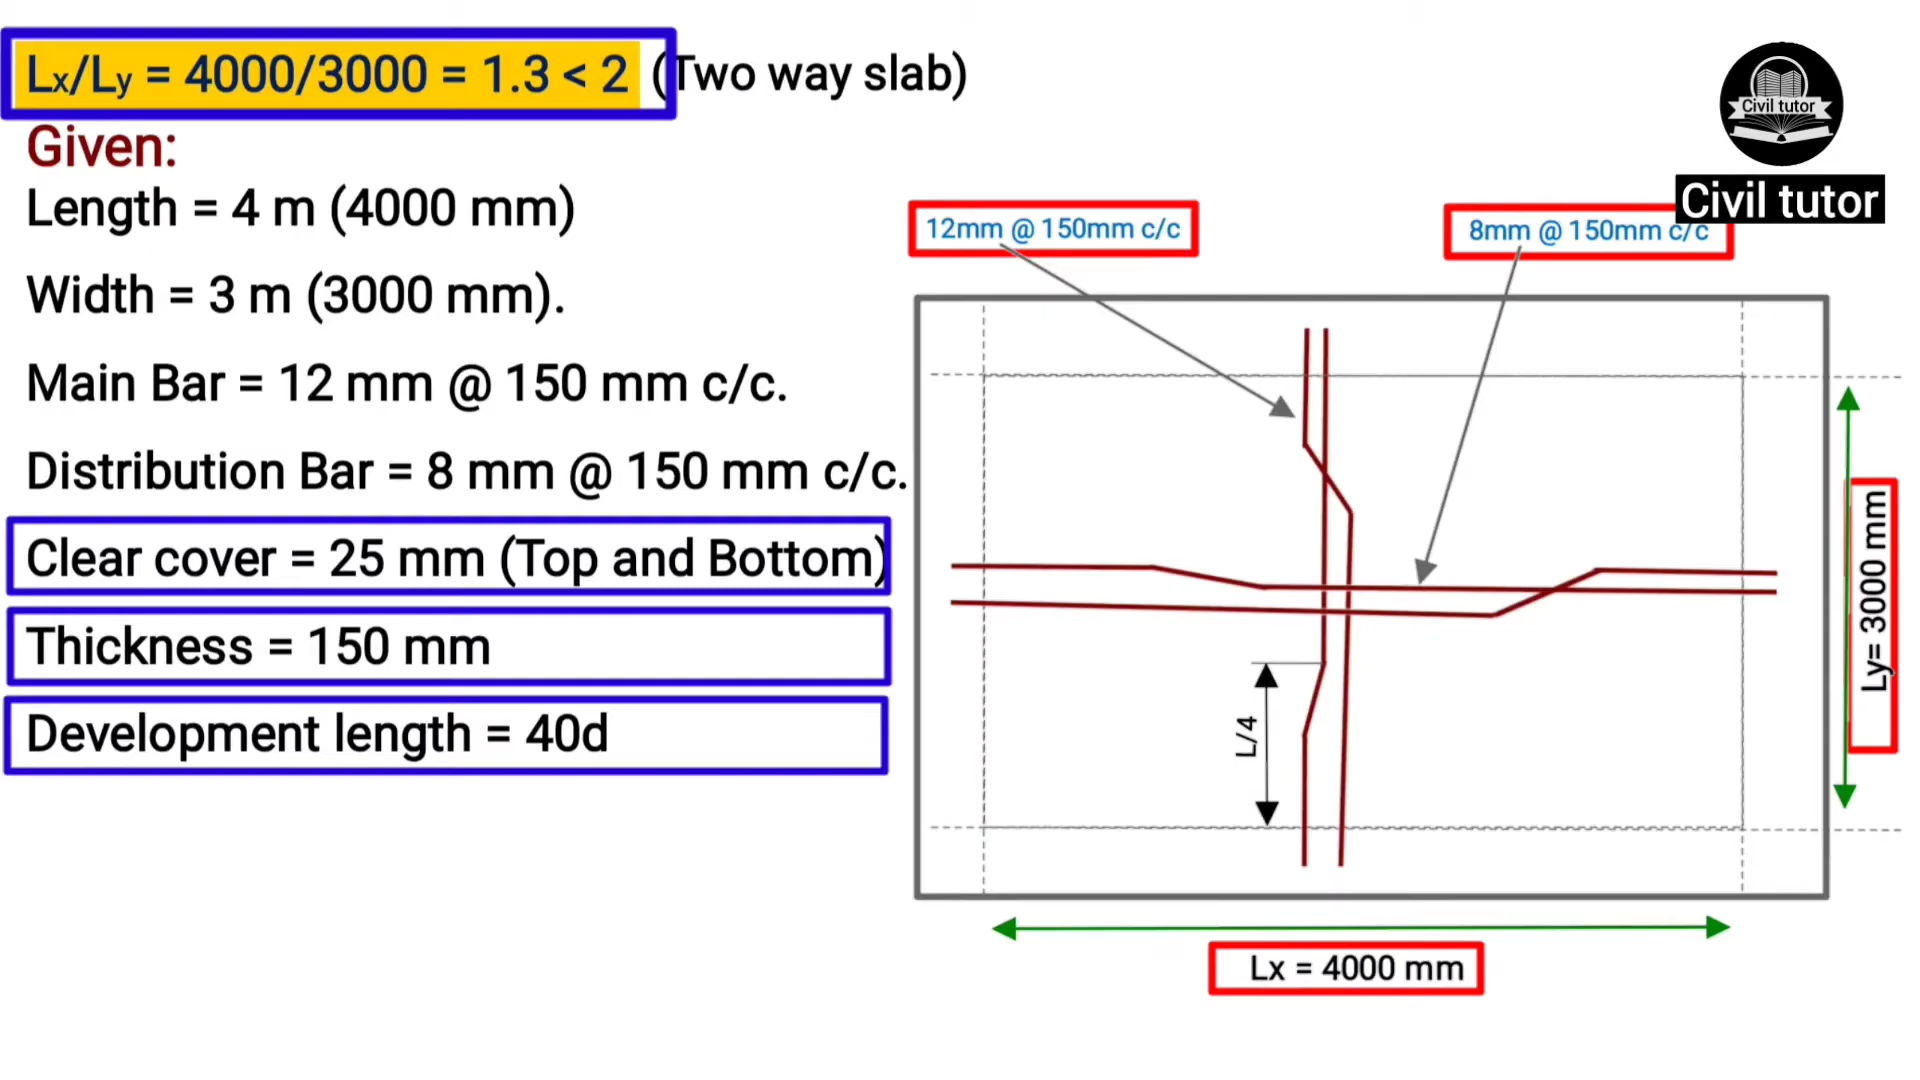 Lx/Ly = 4000/3000 = 1.3 < 2 (Two way slab)
Given:
Length = 4 m (4000 mm)
Width = 3 m (3000 mm).
Main Bar = 12 mm @ 150 mm c/c.
Distribution Bar = 8 mm @ 150 mm c/c.
Clear cover = 25 mm (Top and Bottom)
Thickness = 150 mm
Development length = 40d
Civil tutor
Civil tutor
12mm @ 150mm c/c
8mm @ 150mm c/c
L/4
Ly= 3000 mm
Lx = 4000 mm